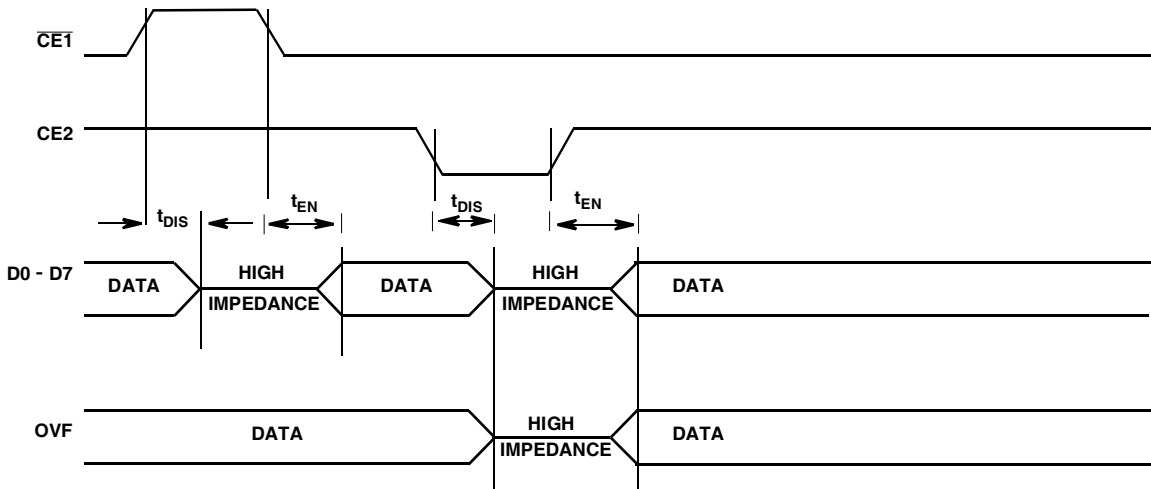 CE1
CE2
tDIS tEN tDIS tEN
D0 - D7 DATA HIGH IMPEDANCE DATA HIGH IMPEDANCE DATA
OVF DATA HIGH IMPEDANCE DATA